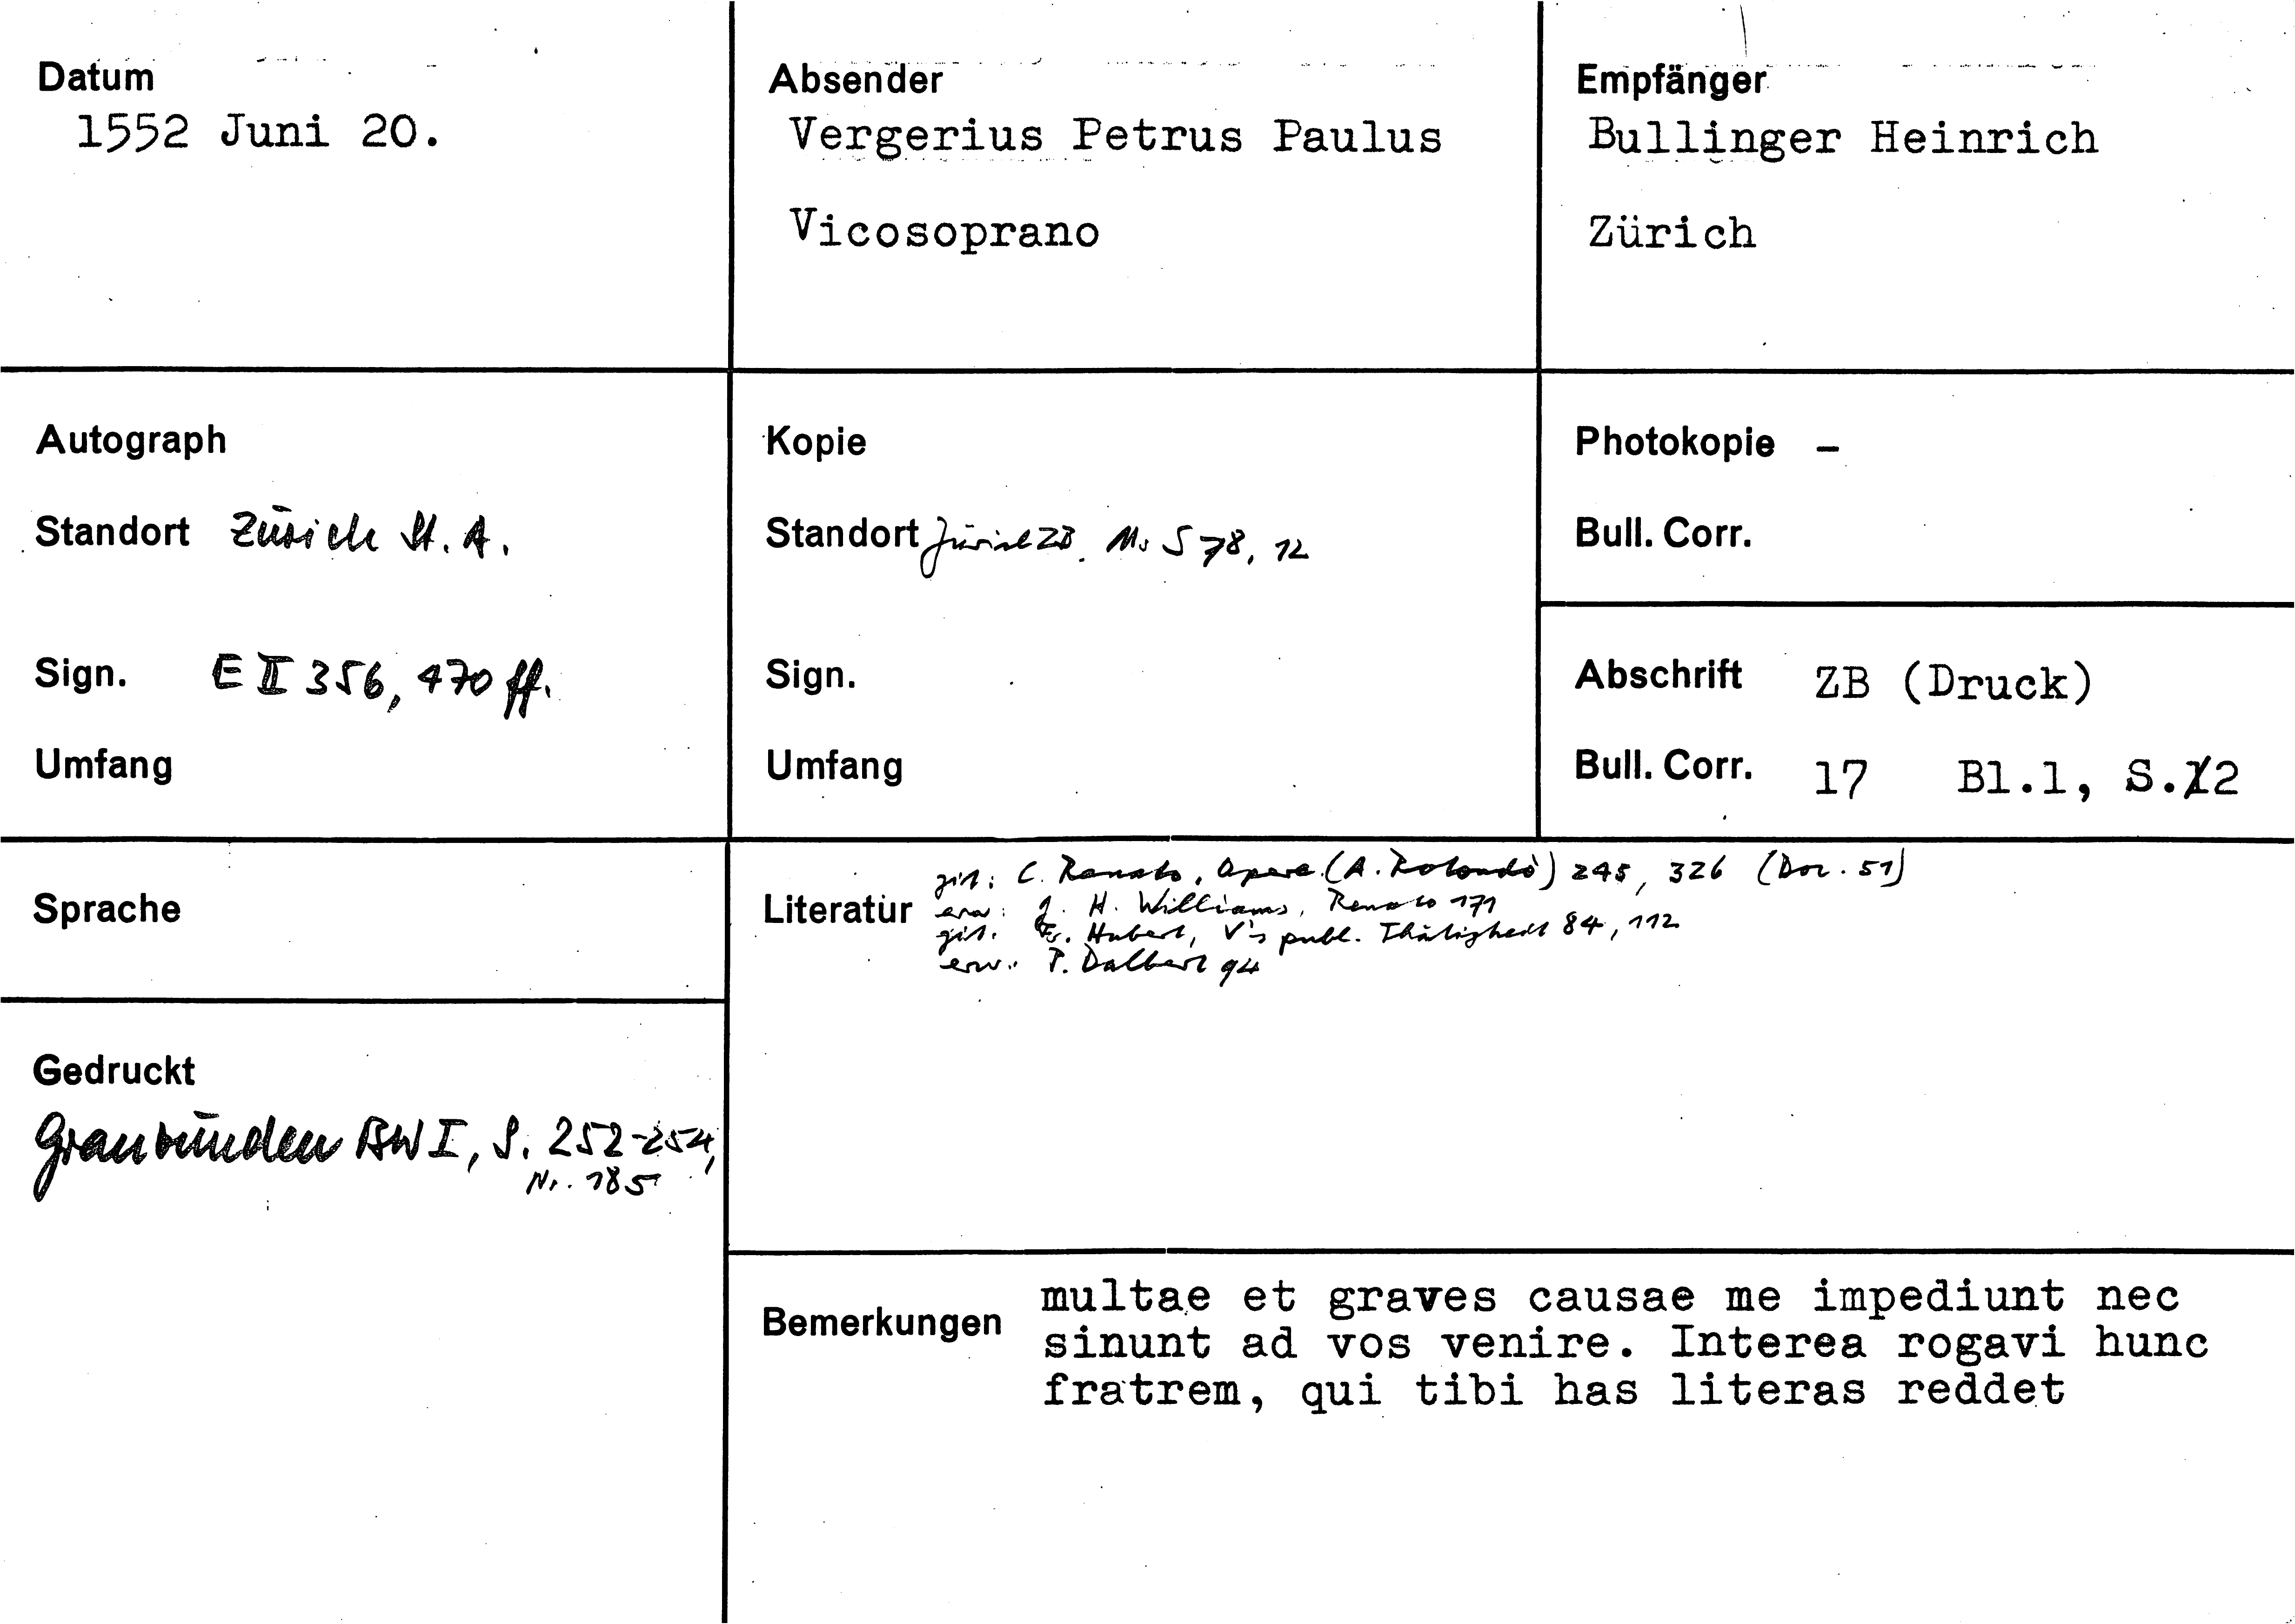 Datum
1552 Juni 20.
Absender
Vergerius Petrus Paulus
Vicosoprano
Empfänger
Bullinger Heinrich
Zürich
Autograph
Standort Zürich St. A.
Sign. E II 356, 470 ff.
Umfang
Kopie
Standort Zürich ZB. Ms S 78, 12
Sign.
Umfang
Photokopie -
Bull. Corr.
Abschrift ZB (Druck)
Bull. Corr. 17 Bl.1, S.2
Sprache
Gedruckt
Graubünden BW I, S. 252-254,
Nr. 185
Literatur
zit: C. Renato, Opere (A. Rotondò) 245, 326 (Doc. 51)
erw: J. H. Williams, Renato 171
zit. Fr. Hubert, V's publ. Thätigkeit 84, 112
erw: P. Dalbert 94
Bemerkungen
multae et graves causae me impediunt nec
sinunt ad vos venire. Interea rogavi hunc
fratrem, qui tibi has literas reddet